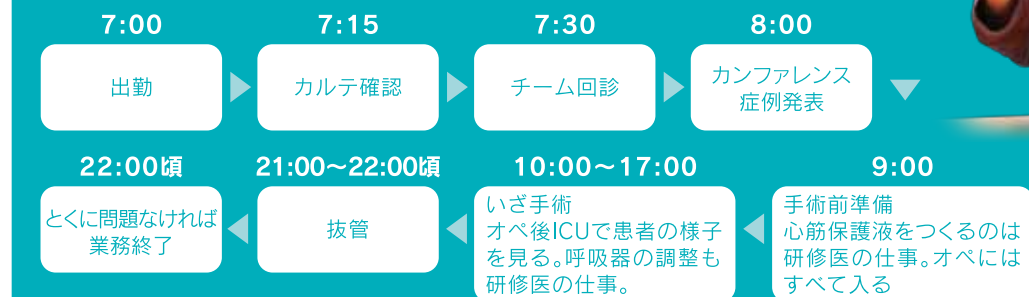 7:00
出勤
7:15
カルテ確認
7:30
チーム回診
8:00
カンファレンス
症例発表
9:00
手術前準備
心筋保護液をつくるのは
研修医の仕事。オペには
すべて入る
10:00〜17:00
いざ手術
オペ後ICUで患者の様子
を見る。呼吸器の調整も
研修医の仕事。
21:00〜22:00頃
抜管
22:00頃
とくに問題なければ
業務終了